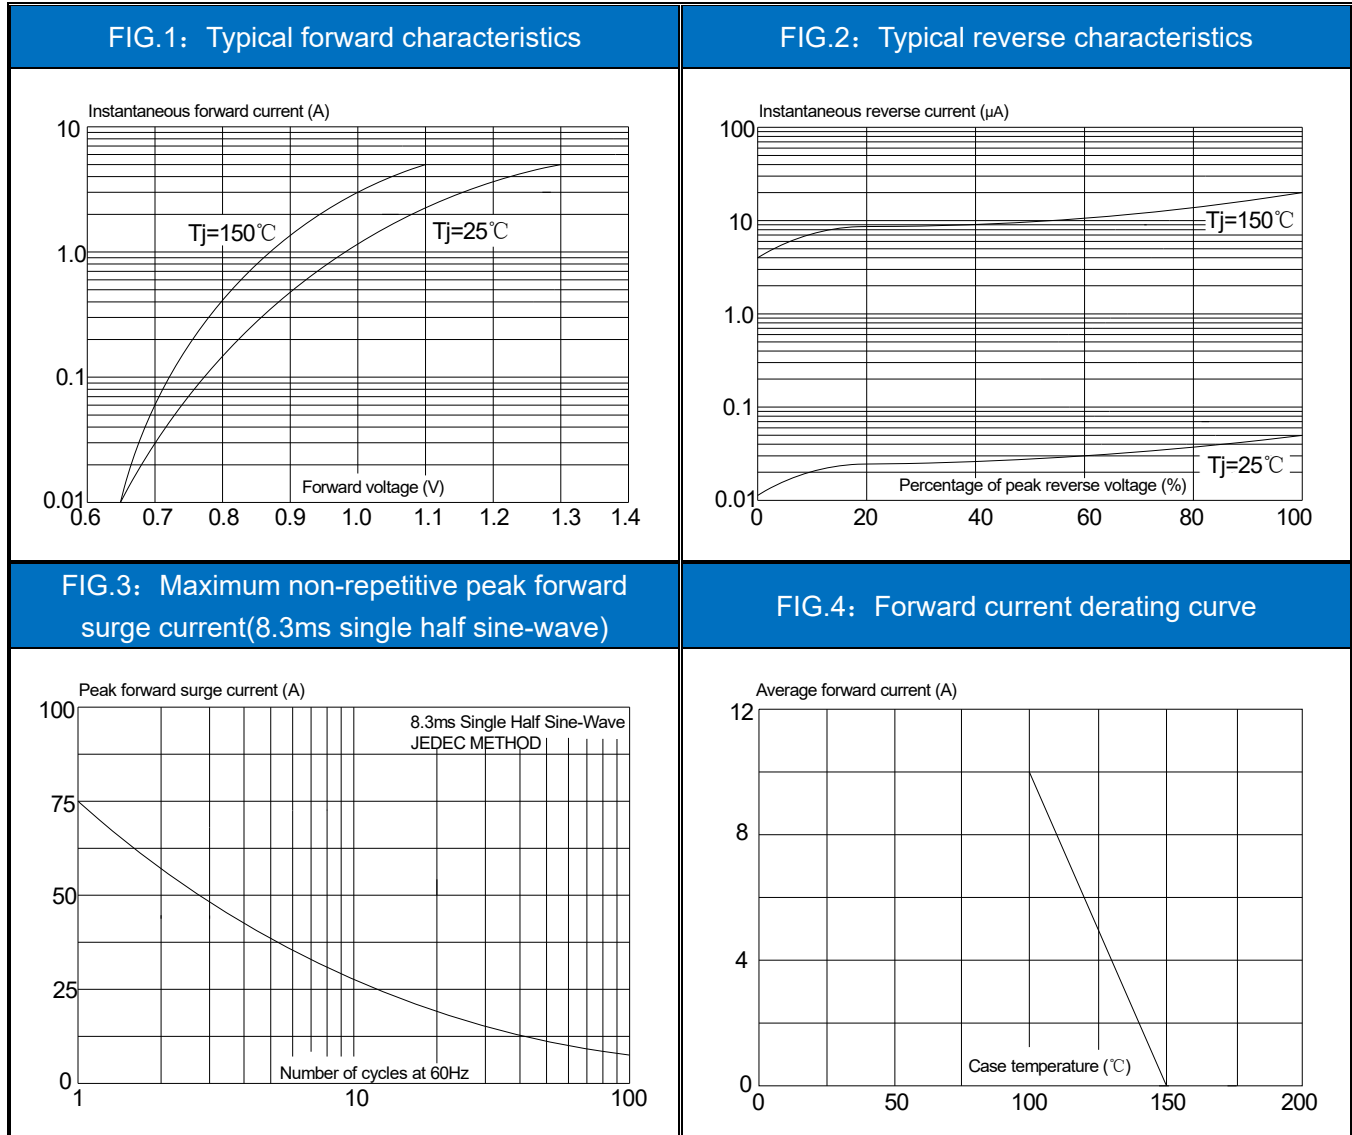 FIG.1：Typical forward characteristics
Instantaneous forward current (A)
10
1.0
0.1
0.01
Tj=150℃
Tj=25℃
Forward voltage (V)
0.6 0.7 0.8 0.9 1.0 1.1 1.2 1.3 1.4
FIG.2：Typical reverse characteristics
Instantaneous reverse current (μA)
100
10
1.0
0.1
0.01
Tj=150℃
Tj=25℃
Percentage of peak reverse voltage (%)
0 20 40 60 80 100
FIG.3：Maximum non-repetitive peak forward
surge current(8.3ms single half sine-wave)
Peak forward surge current (A)
100
75
50
25
0
8.3ms Single Half Sine-Wave
JEDEC METHOD
Number of cycles at 60Hz
1 10 100
FIG.4：Forward current derating curve
Average forward current (A)
12
8
4
0
Case temperature (℃)
0 50 100 150 200